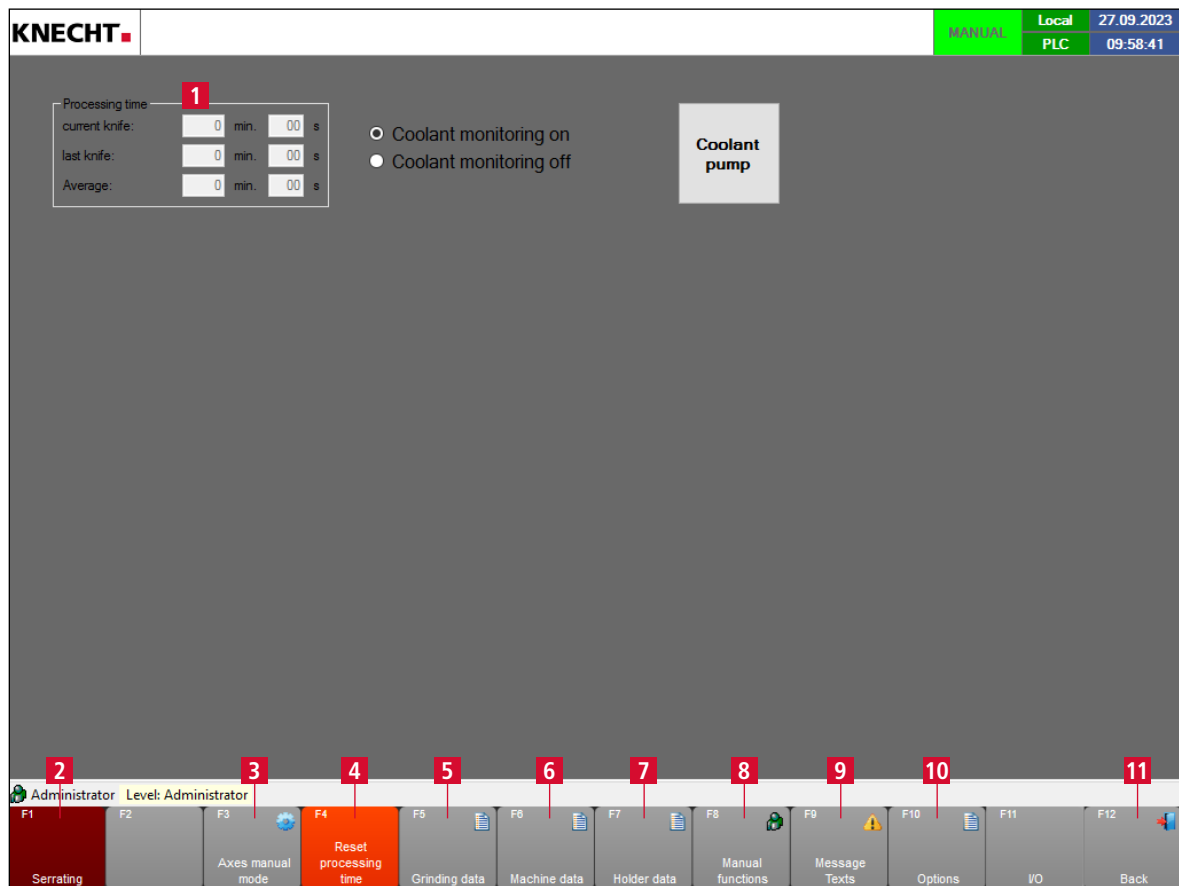 KNECHT
MANUAL
Local
27.09.2023
PLC
09:58:41
1
Processing time
current knife: 0 min. 00 s
last knife: 0 min. 00 s
Average: 0 min. 00 s
Coolant monitoring on
Coolant monitoring off
Coolant
pump
2 3 4 5 6 7 8 9 10 11
Administrator Level: Administrator
F1
Serrating
F2
F3
Axes manual
mode
F4
Reset
processing
time
F5
Grinding data
F6
Machine data
F7
Holder data
F8
Manual
functions
F9
Message
Texts
F10
Options
F11
I/O
F12
Back